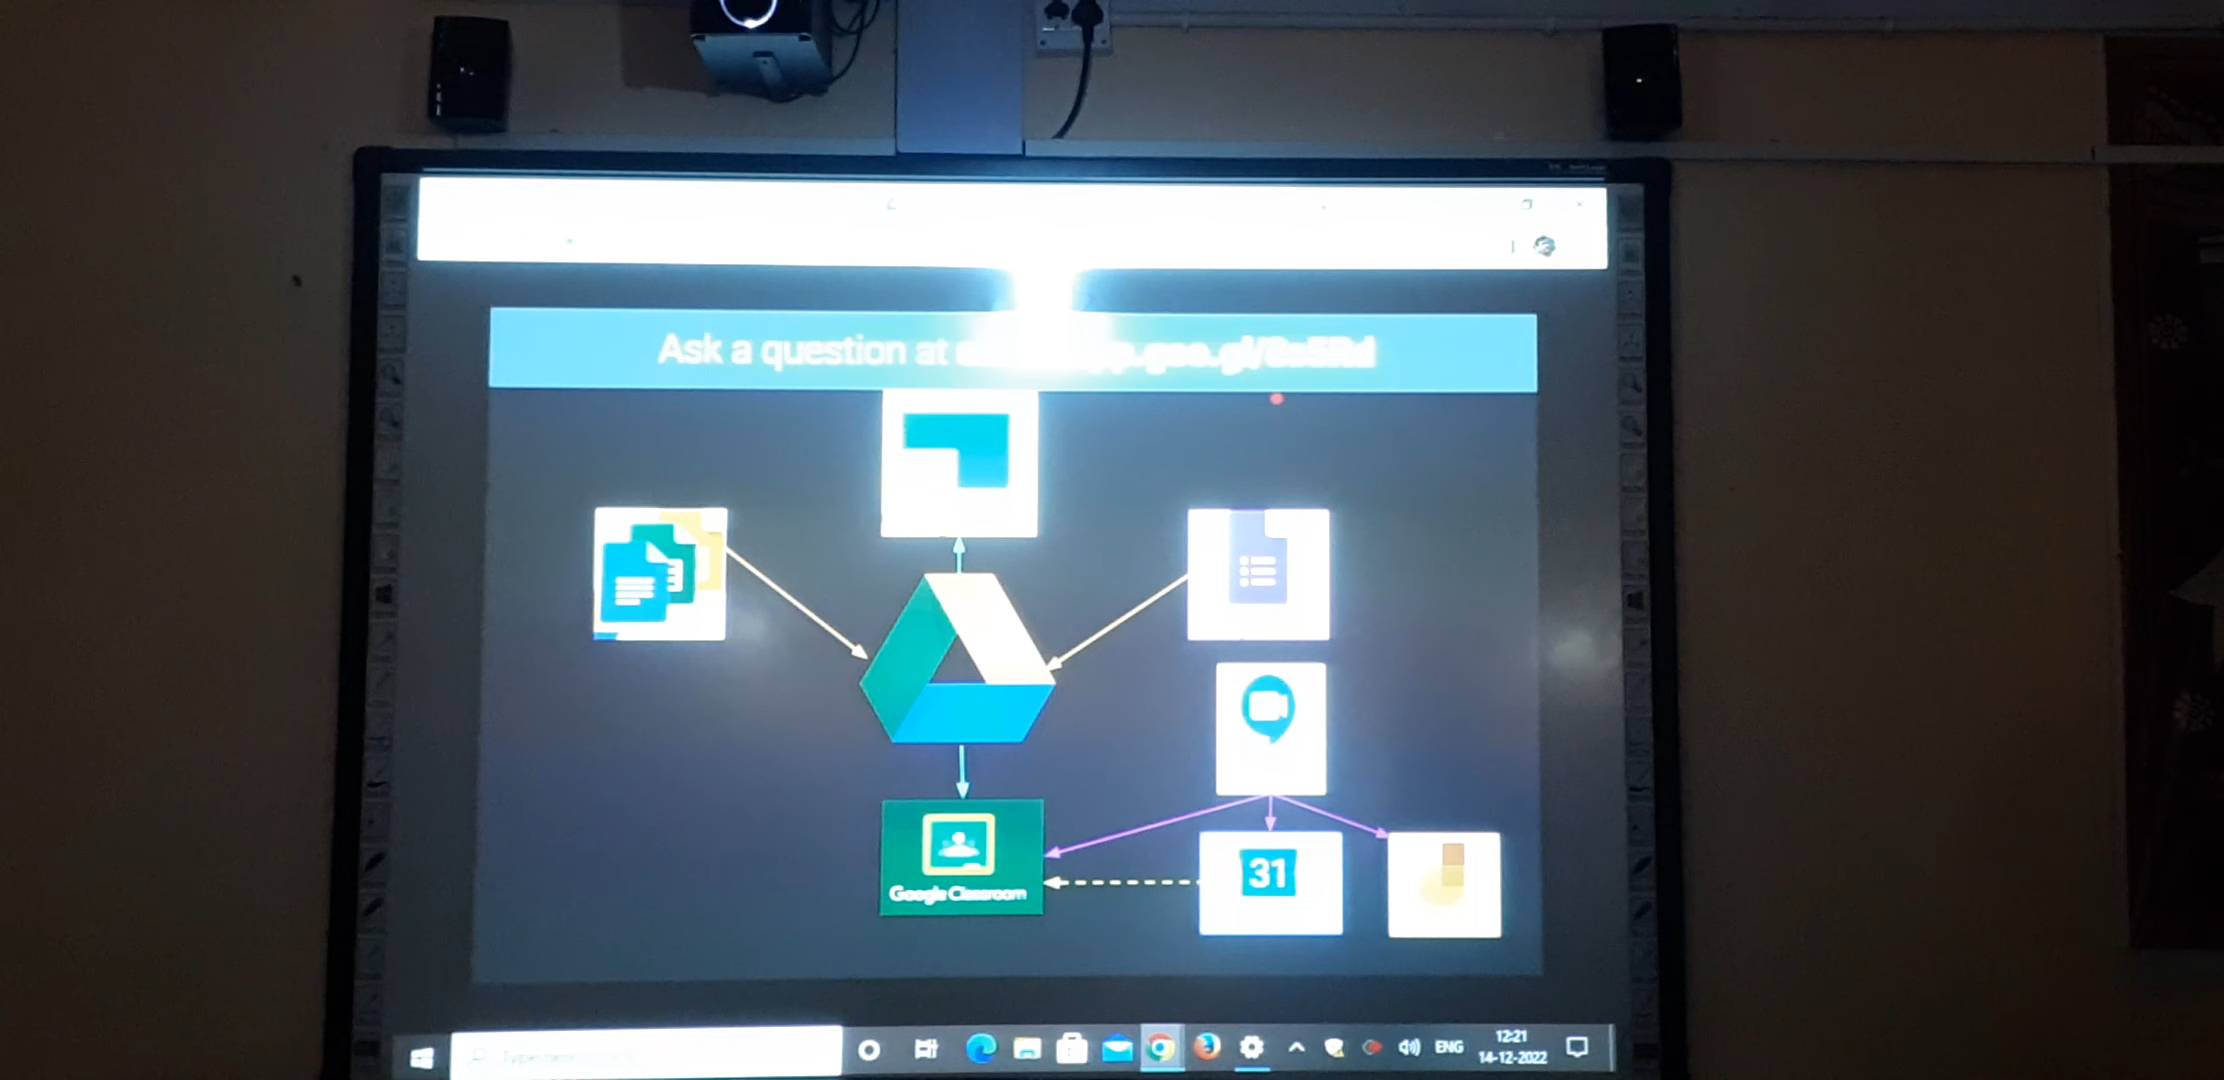 Ask a question at
31
Google Classroom
ENG
12:21
14-12-2022